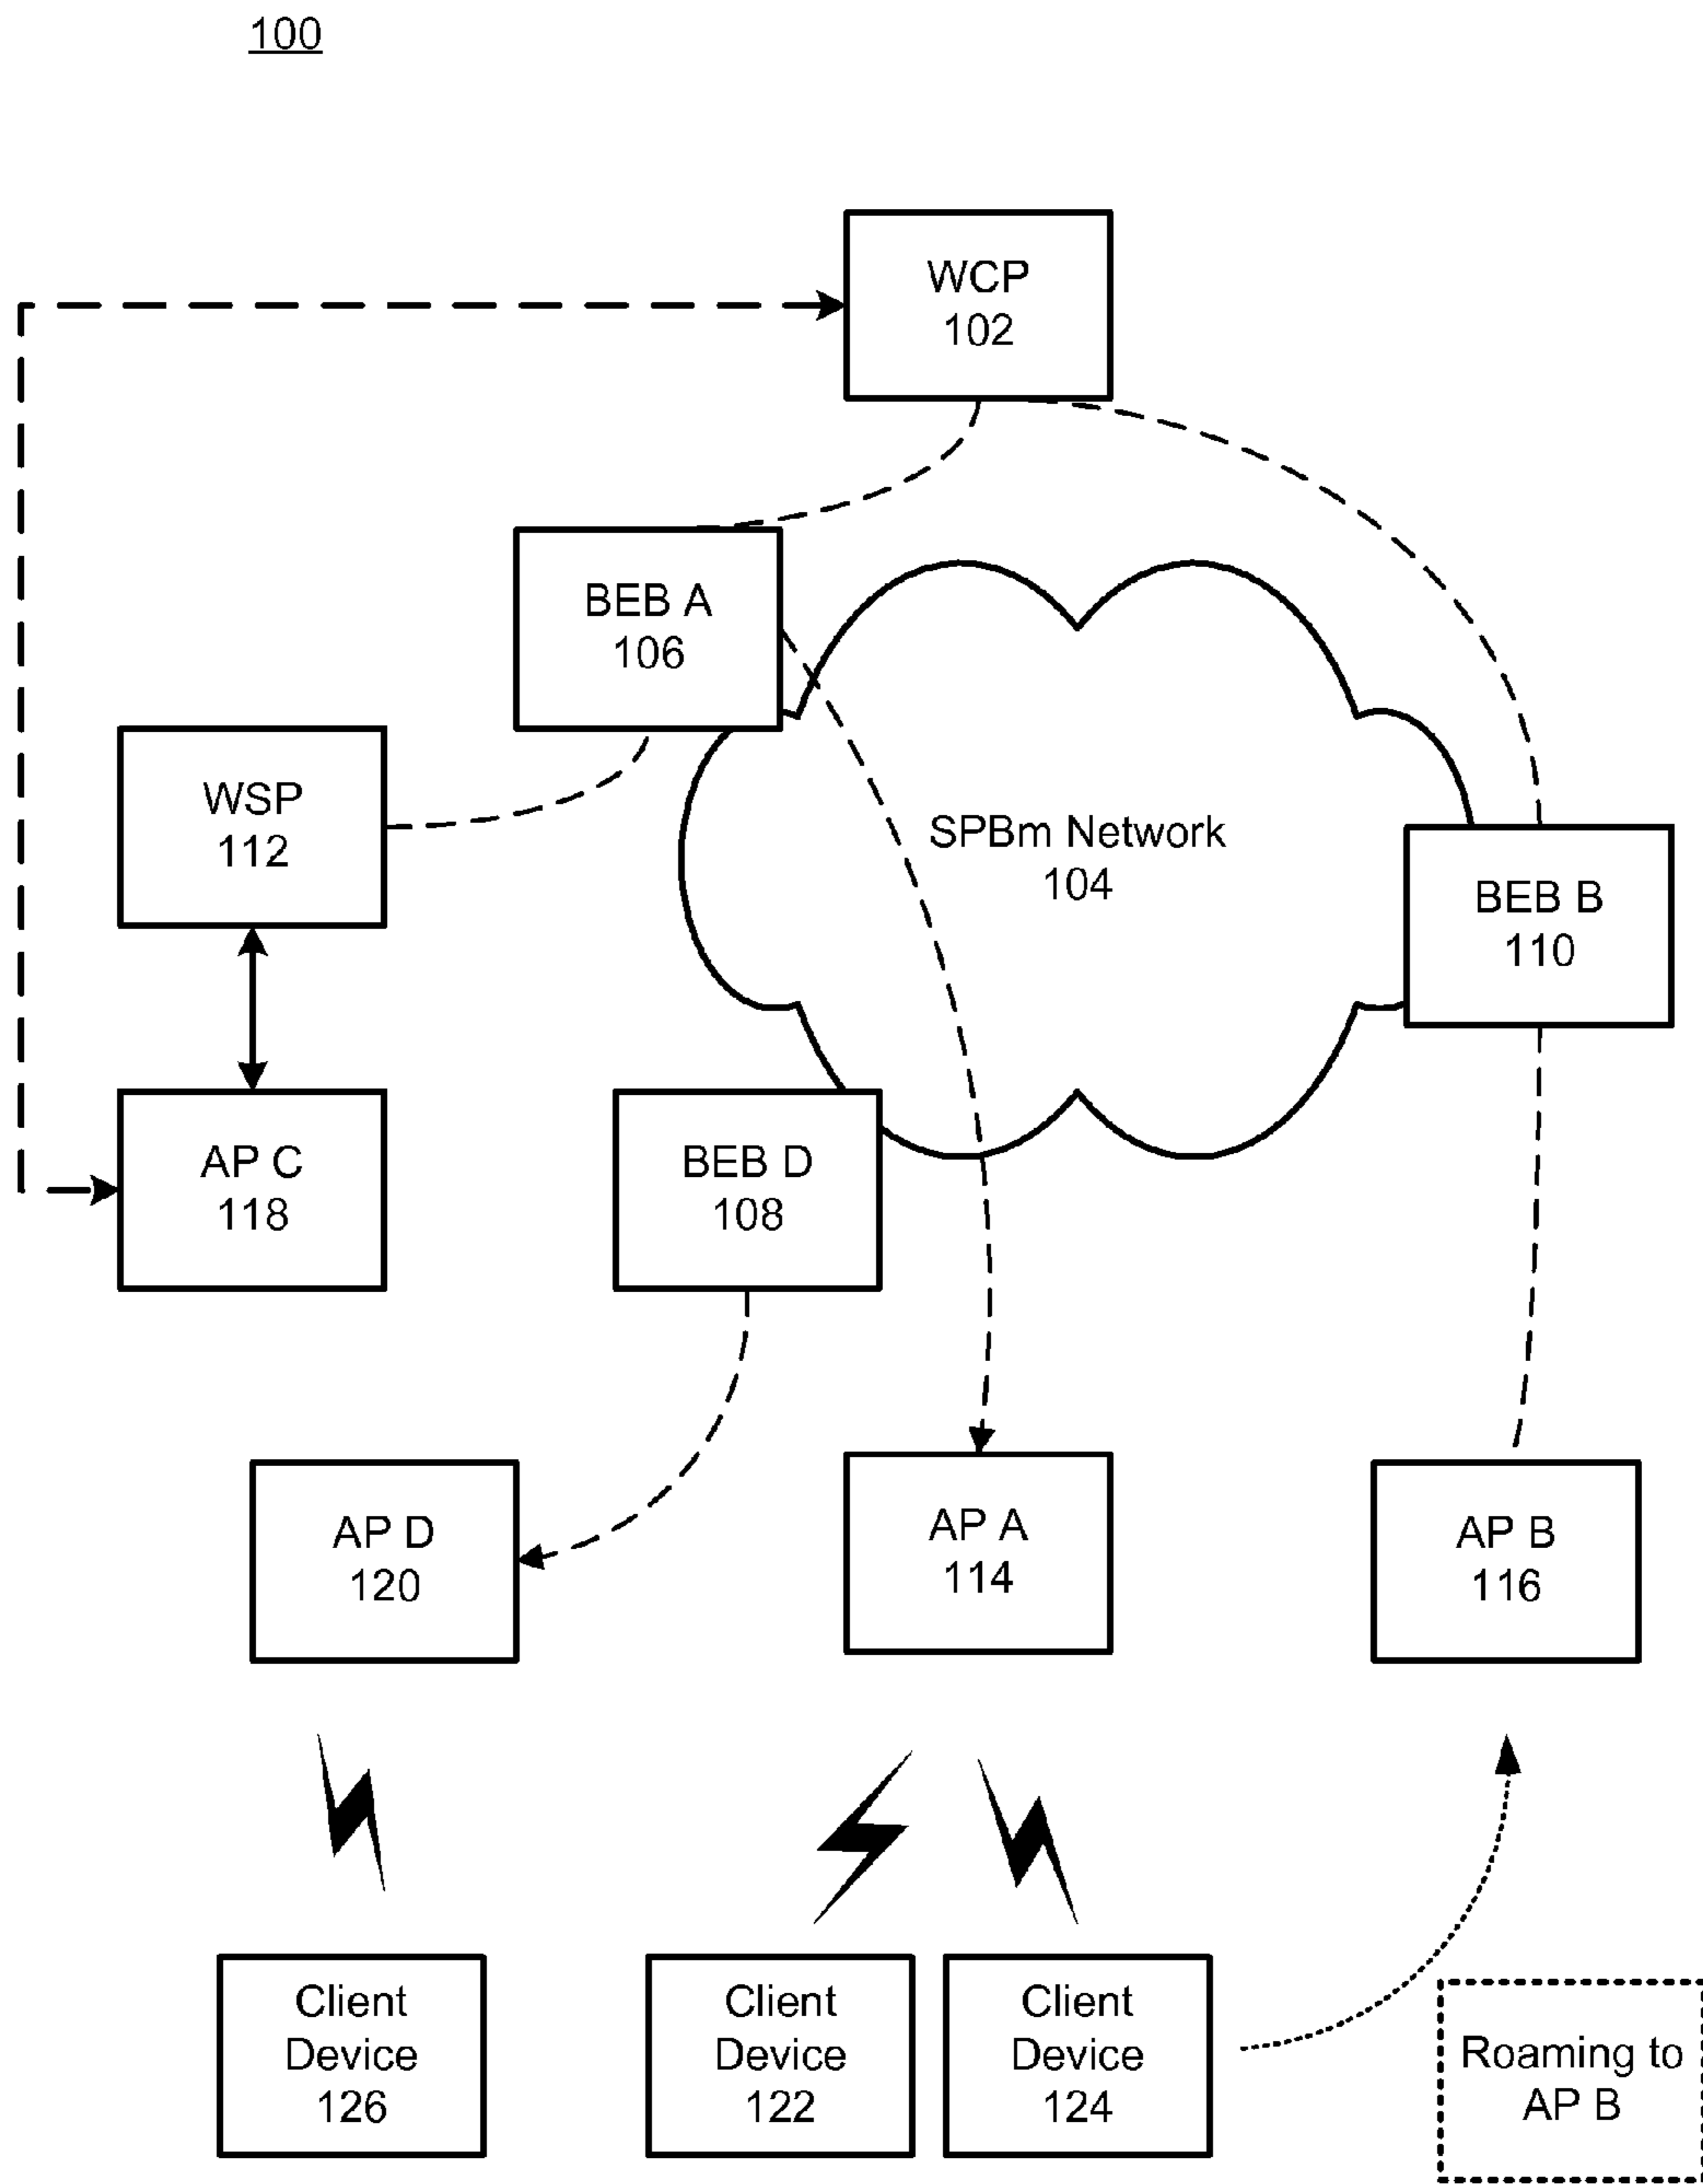 100
WCP
102
BEB A
106
WSP
112
SPBm Network
104
BEB B
110
AP C
118
BEB D
108
AP D
120
AP A
114
AP B
116
Client
Device
126
Client
Device
122
Client
Device
124
Roaming to
AP B